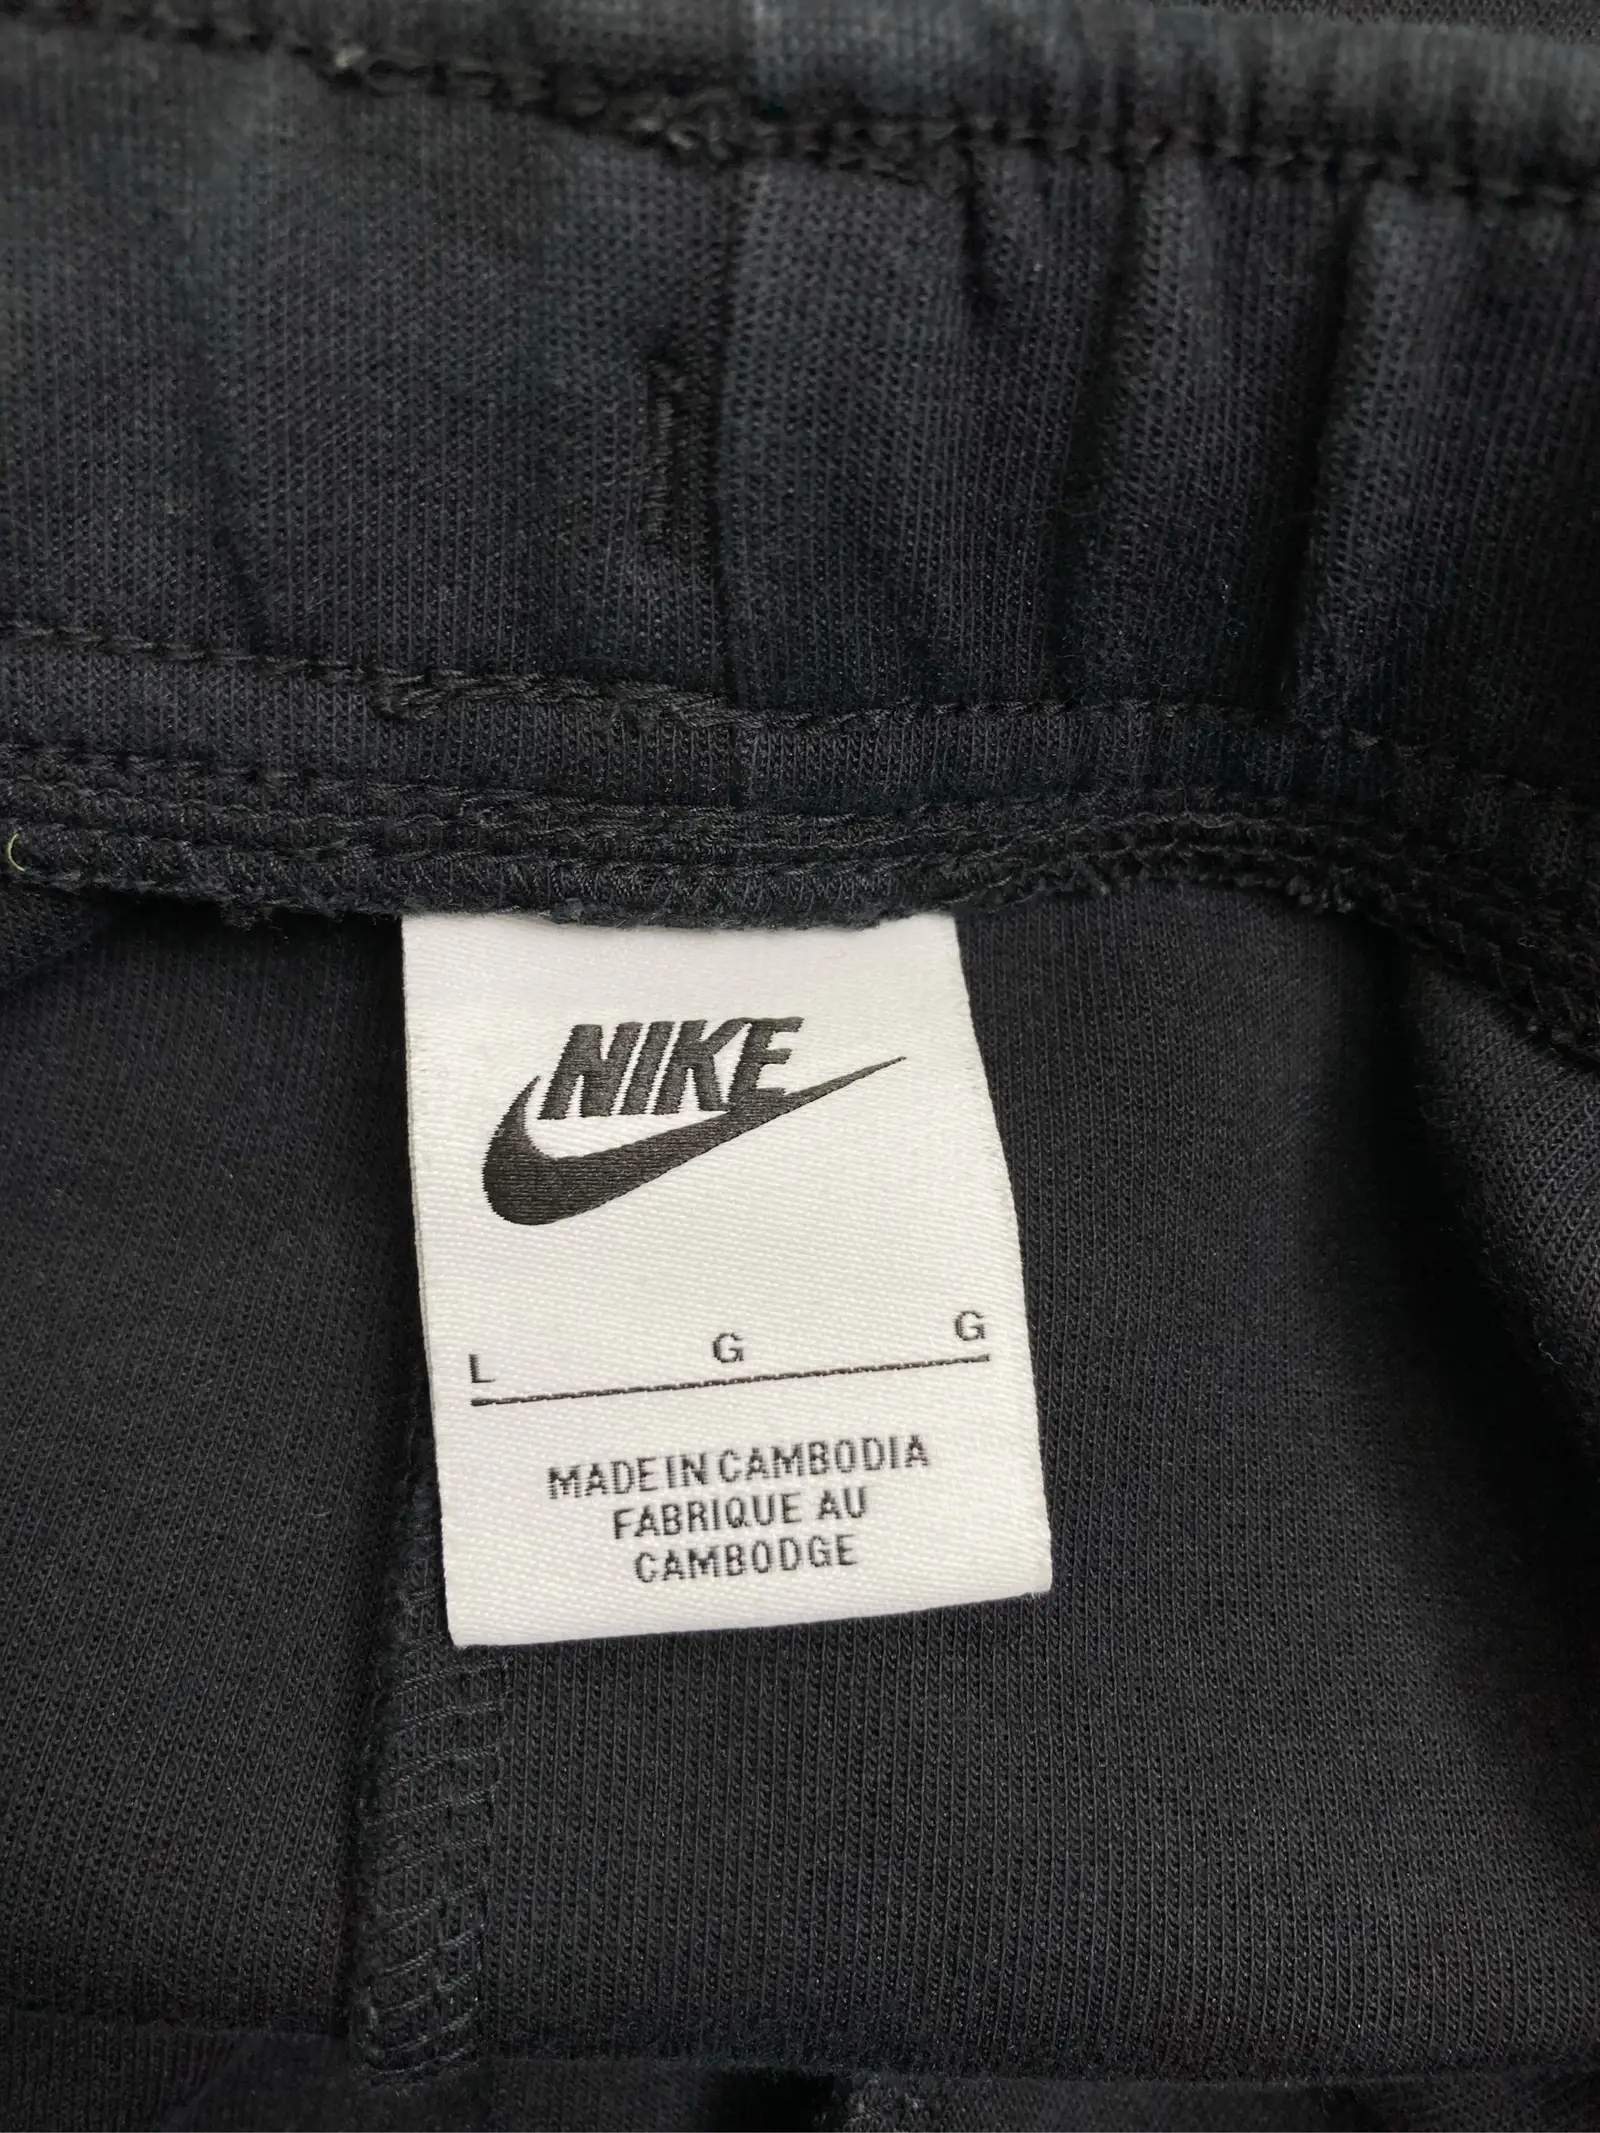 NIKE
L G G
MADE IN CAMBODIA
FABRIQUE AU
CAMBODGE